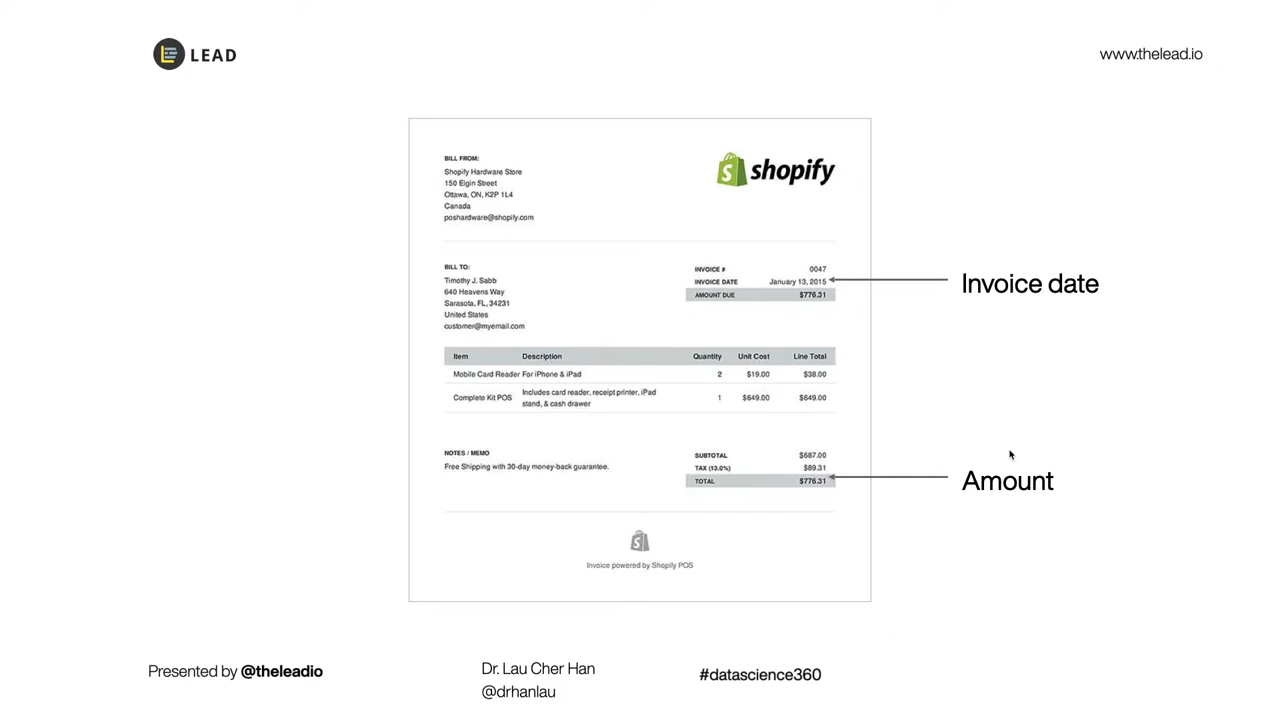 LEAD
www.thelead.io
BILL FROM:
Shopify Hardware Store
150 Elgin Street
Ottawa, ON, K2P 1L4
Canada
poshardware@shopify.com
shopify
BILL TO:
Timothy J. Sabb
640 Heavens Way
Sarasota, FL, 34231
United States
customer@myemail.com
INVOICE # 0047
INVOICE DATE January 13, 2015
AMOUNT DUE $776.31
Invoice date
Item Description Quantity Unit Cost Line Total
Mobile Card Reader For iPhone & iPad 2 $19.00 $38.00
Complete Kit POS Includes card reader, receipt printer, iPad 1 $649.00 $649.00
stand, & cash drawer
NOTES / MEMO
Free Shipping with 30-day money-back guarantee.
SUBTOTAL $687.00
TAX (13.0%) $89.31
TOTAL $776.31
Amount
Invoice powered by Shopify POS
Presented by @theleadio
Dr. Lau Cher Han
@drhanlau
#datascience360